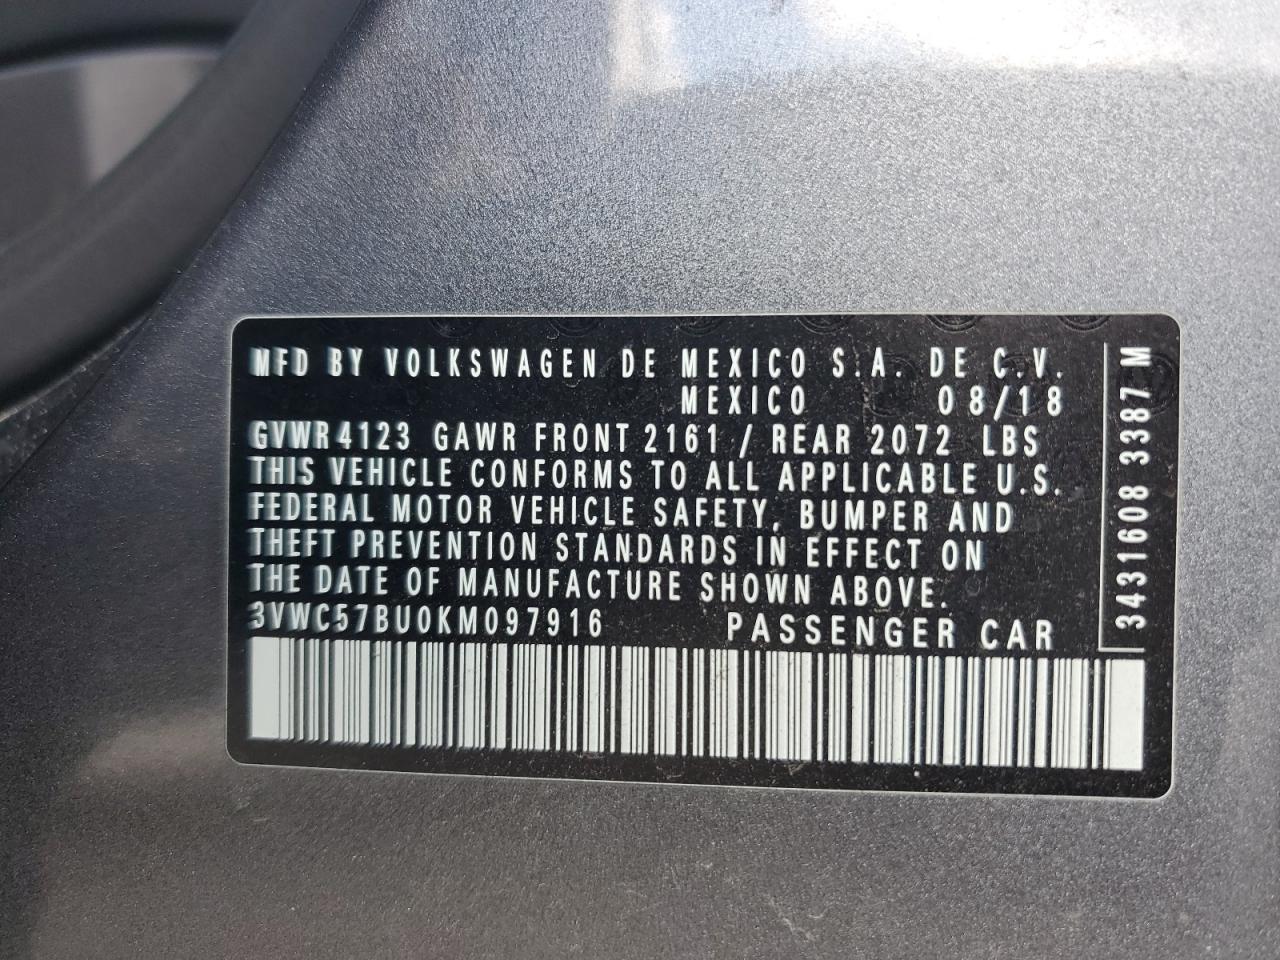 MFD BY VOLKSWAGEN DE MEXICO S.A. DE C.V.
MEXICO 08/18
GVWR 4123 GAWR FRONT 2161 / REAR 2072 LBS
THIS VEHICLE CONFORMS TO ALL APPLICABLE U.S.
FEDERAL MOTOR VEHICLE SAFETY, BUMPER AND
THEFT PREVENTION STANDARDS IN EFFECT ON
THE DATE OF MANUFACTURE SHOWN ABOVE.
3VWC57BU0KM097916 PASSENGER CAR
3431608 3387 M